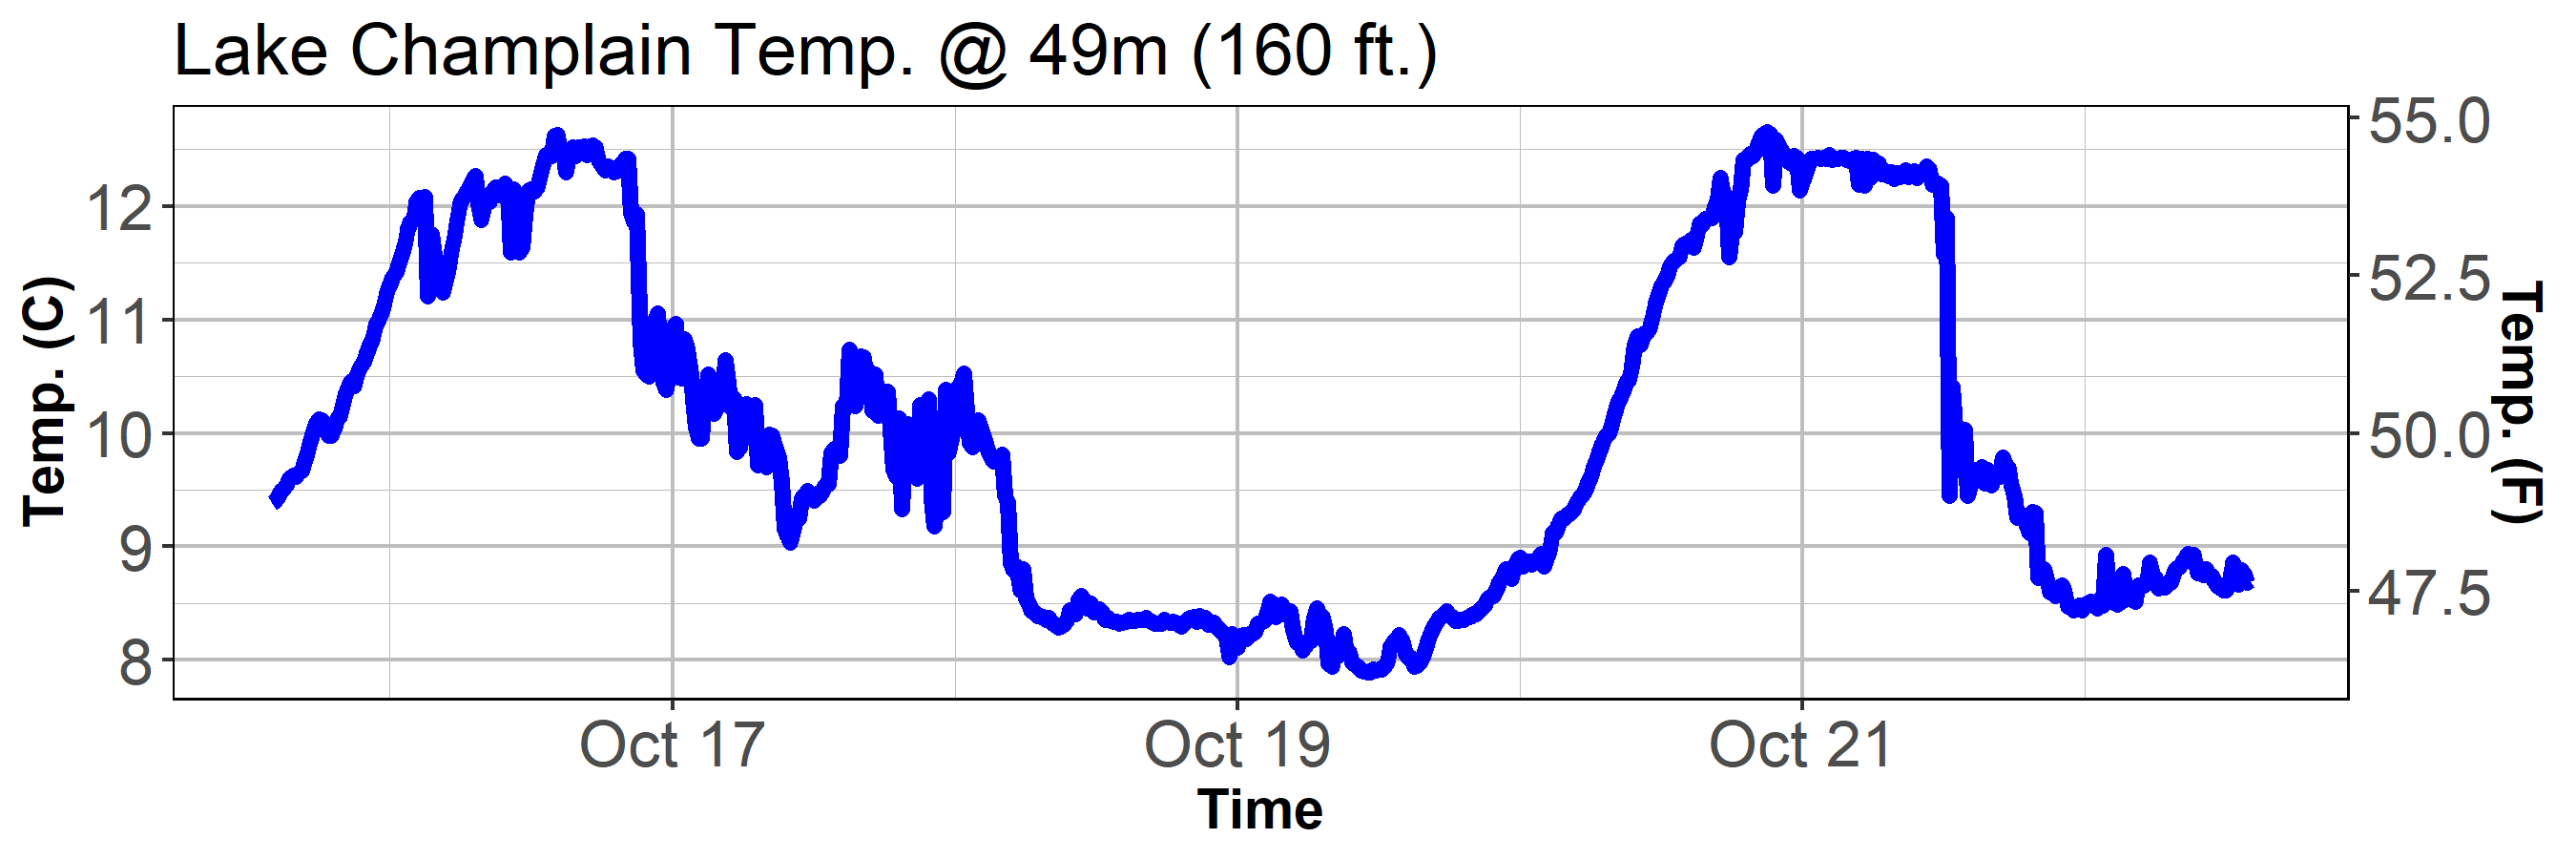 Lake Champlain Temp. @ 49m (160 ft.)
Temp. (C)
12
11
10
9
8
55.0
52.5
50.0
47.5
Temp. (F)
Oct 17
Oct 19
Oct 21
Time